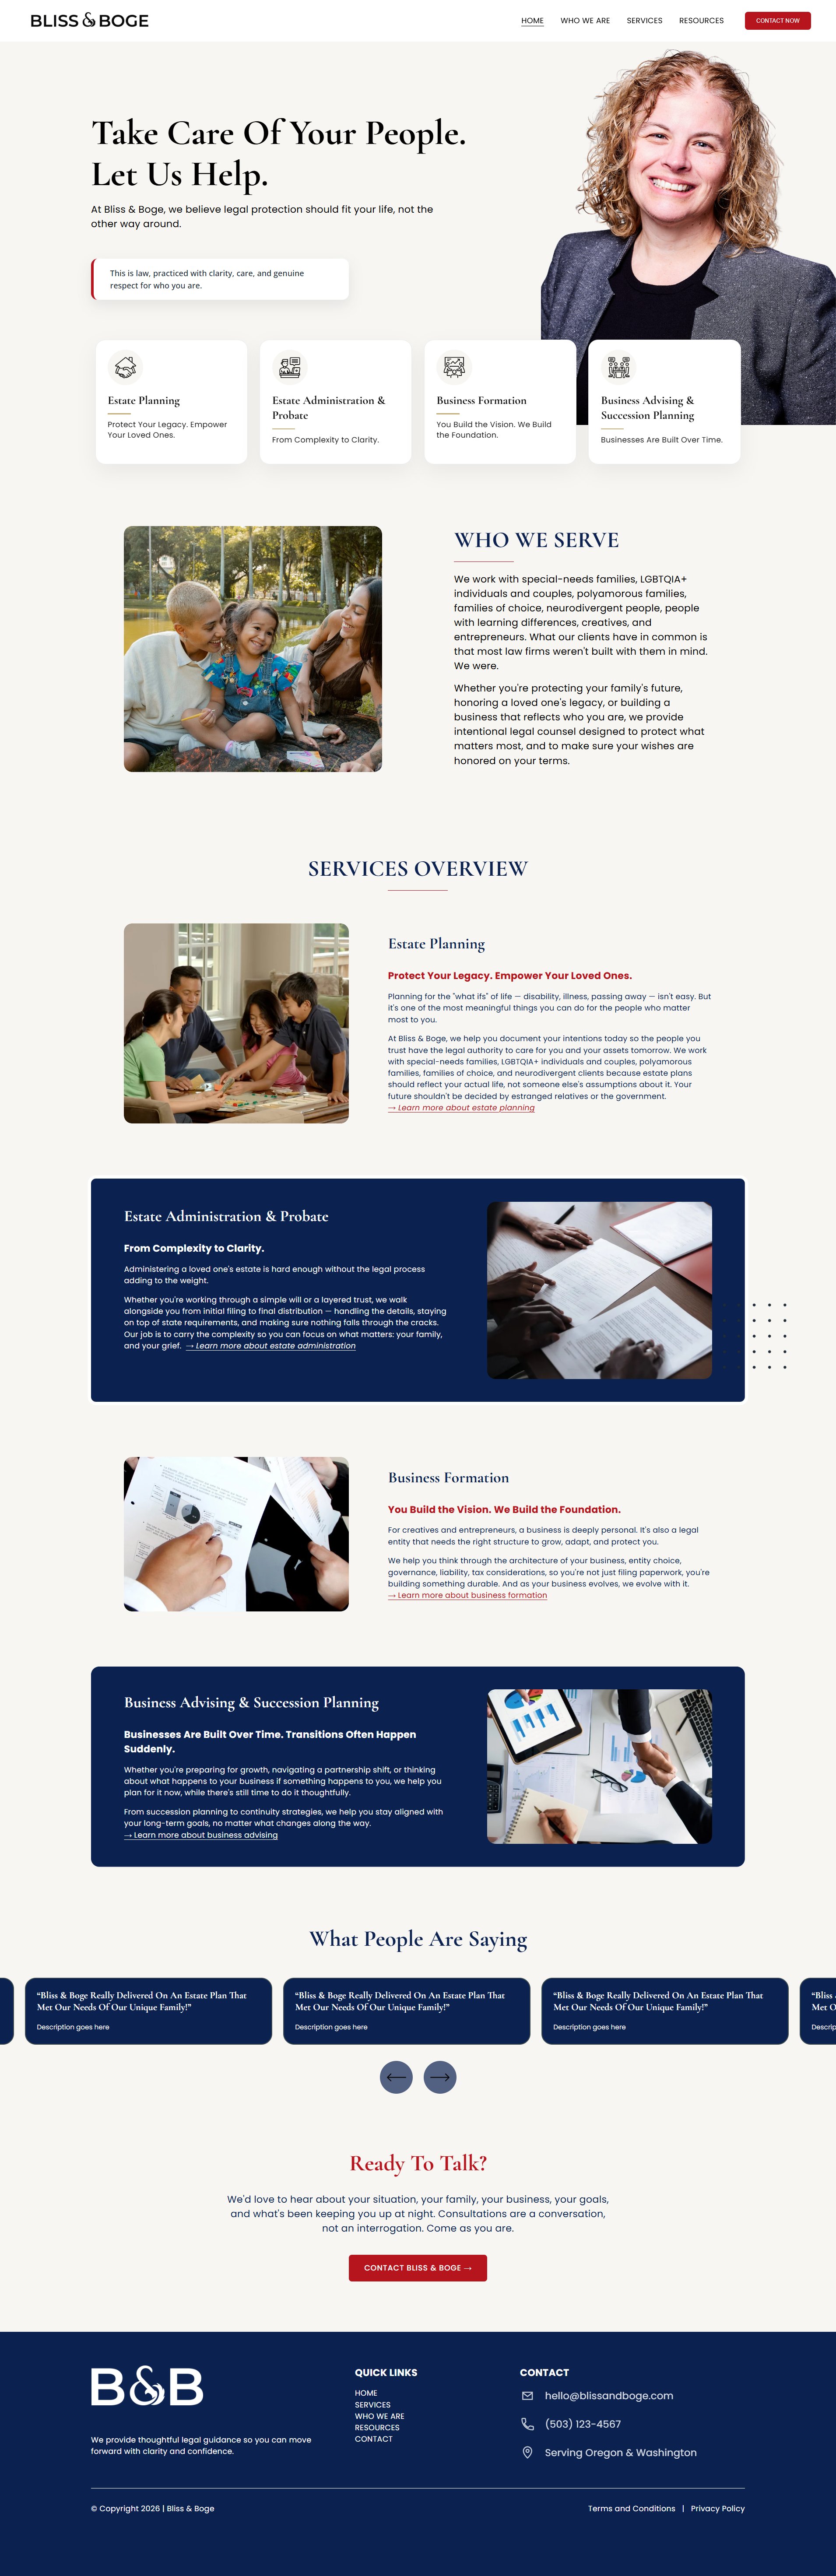 BLISS & BOGE
HOME
WHO WE ARE
SERVICES
RESOURCES
CONTACT NOW
Take Care Of Your People.
Let Us Help.
At Bliss & Boge, we believe legal protection should fit your life, not the
other way around.
This is law, practiced with clarity, care, and genuine
respect for who you are.
Estate Planning
Protect Your Legacy. Empower
Your Loved Ones.
Estate Administration &
Probate
From Complexity to Clarity.
Business Formation
You Build the Vision. We Build
the Foundation.
Business Advising &
Succession Planning
Businesses Are Built Over Time.
WHO WE SERVE
We work with special-needs families, LGBTQIA+
individuals and couples, polyamorous families,
families of choice, neurodivergent people, people
with learning differences, creatives, and
entrepreneurs. What our clients have in common is
that most law firms weren't built with them in mind.
We were.
Whether you're protecting your family's future,
honoring a loved one's legacy, or building a
business that reflects who you are, we provide
intentional legal counsel designed to protect what
matters most, and to make sure your wishes are
honored on your terms.
SERVICES OVERVIEW
Estate Planning
Protect Your Legacy. Empower Your Loved Ones.
Planning for the "what ifs" of life — disability, illness, passing away — isn't easy. But
it's one of the most meaningful things you can do for the people who matter
most to you.
At Bliss & Boge, we help you document your intentions today so the people you
trust have the legal authority to care for you and your assets tomorrow. We work
with special-needs families, LGBTQIA+ individuals and couples, polyamorous
families, families of choice, and neurodivergent clients because estate plans
should reflect your actual life, not someone else's assumptions about it. Your
future shouldn't be decided by estranged relatives or the government.
→ Learn more about estate planning
Estate Administration & Probate
From Complexity to Clarity.
Administering a loved one's estate is hard enough without the legal process
adding to the weight.
Whether you're working through a simple will or a layered trust, we walk
alongside you from initial filing to final distribution — handling the details, staying
on top of state requirements, and making sure nothing falls through the cracks.
Our job is to carry the complexity so you can focus on what matters: your family,
and your grief. → Learn more about estate administration
Business Formation
You Build the Vision. We Build the Foundation.
For creatives and entrepreneurs, a business is deeply personal. It's also a legal
entity that needs the right structure to grow, adapt, and protect you.
We help you think through the architecture of your business, entity choice,
governance, liability, tax considerations, so you're not just filing paperwork, you're
building something durable. And as your business evolves, we evolve with it.
→ Learn more about business formation
Business Advising & Succession Planning
Businesses Are Built Over Time. Transitions Often Happen
Suddenly.
Whether you're preparing for growth, navigating a partnership shift, or thinking
about what happens to your business if something happens to you, we help you
plan for it now, while there's still time to do it thoughtfully.
From succession planning to continuity strategies, we help you stay aligned with
your long-term goals, no matter what changes along the way.
→ Learn more about business advising
What People Are Saying
“Bliss & Boge Really Delivered On An Estate Plan That
Met Our Needs Of Our Unique Family!”
Description goes here
“Bliss & Boge Really Delivered On An Estate Plan That
Met Our Needs Of Our Unique Family!”
Description goes here
“Bliss & Boge Really Delivered On An Estate Plan That
Met Our Needs Of Our Unique Family!”
Description goes here
“Bliss
Met O
Descrip
Ready To Talk?
We'd love to hear about your situation, your family, your business, your goals,
and what's been keeping you up at night. Consultations are a conversation,
not an interrogation. Come as you are.
CONTACT BLISS & BOGE →
B&B
We provide thoughtful legal guidance so you can move
forward with clarity and confidence.
QUICK LINKS
HOME
SERVICES
WHO WE ARE
RESOURCES
CONTACT
CONTACT
hello@blissandboge.com
(503) 123-4567
Serving Oregon & Washington
© Copyright 2026 | Bliss & Boge
Terms and Conditions | Privacy Policy